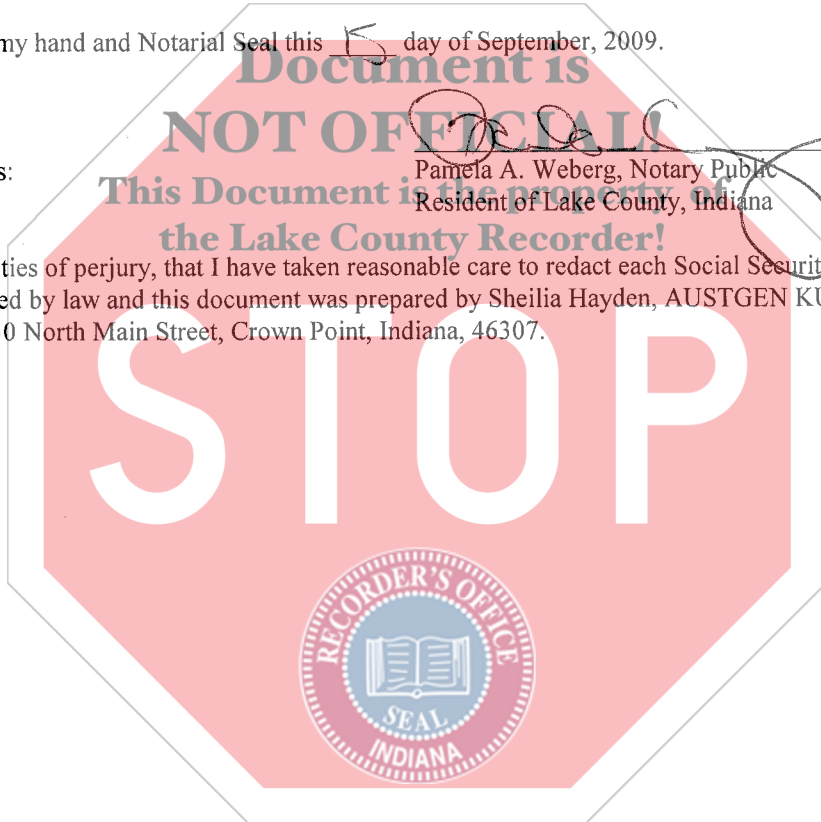 my hand and Notarial Seal this 15 day of September, 2009.
Document is
NOT OFFICIAL!
s:
Pamela A. Weberg, Notary Public
This Document is the property of
Resident of Lake County, Indiana
the Lake County Recorder!
ties of perjury, that I have taken reasonable care to redact each Social Securit
ed by law and this document was prepared by Sheilia Hayden, AUSTGEN KU
0 North Main Street, Crown Point, Indiana, 46307.
STOP
RECORDER'S OFFICE
SEAL
INDIANA